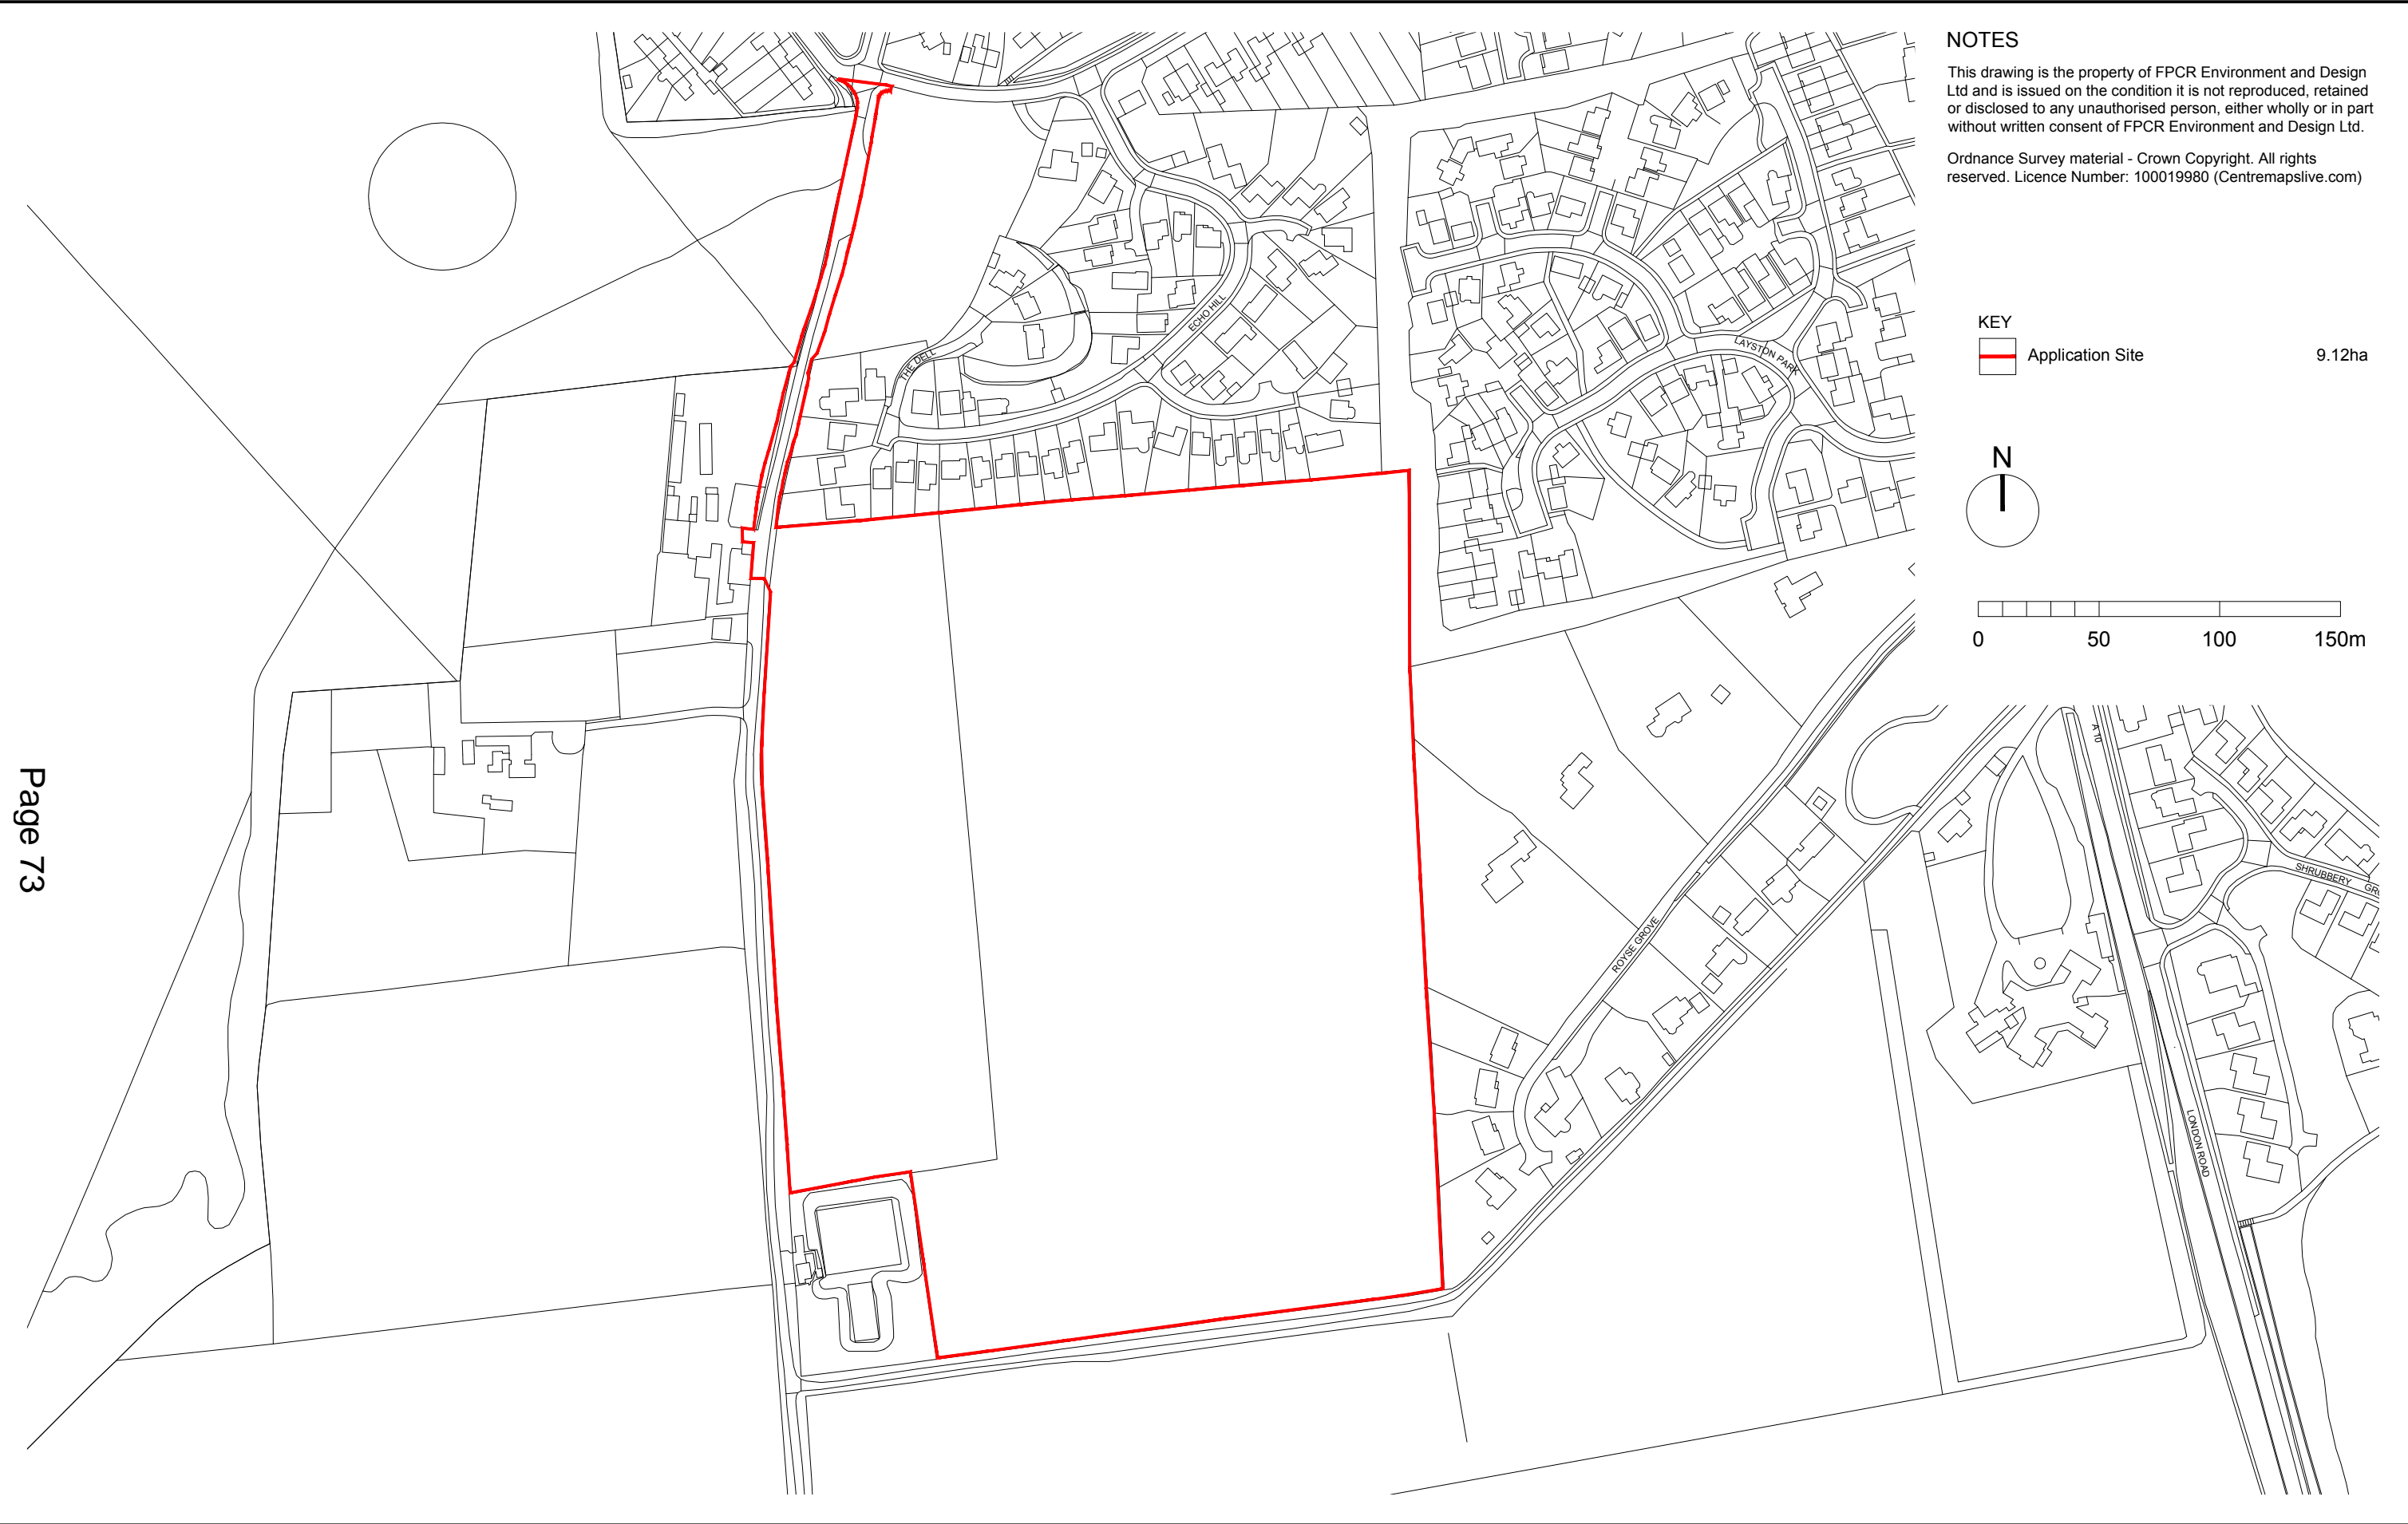 NOTES
This drawing is the property of FPCR Environment and Design
Ltd and is issued on the condition it is not reproduced, retained
or disclosed to any unauthorised person, either wholly or in part
without written consent of FPCR Environment and Design Ltd.
Ordnance Survey material - Crown Copyright. All rights
reserved. Licence Number: 100019980 (Centremapslive.com)
KEY
Application Site 9.12ha
N
0 50 100 150m
ECHO HILL
THE DELL
LAYSTON PARK
A 10
SHRUBBERY GR
ROYSE GROVE
LONDON ROAD
Page 73